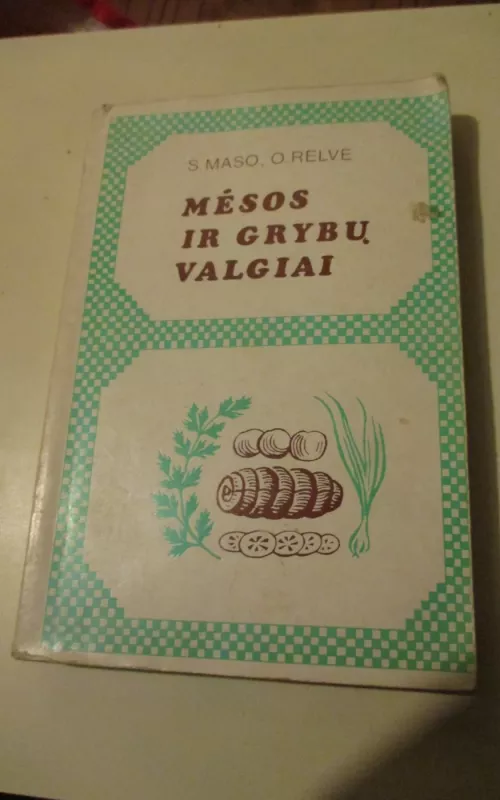 S. MASO, O. RELVE
MĖSOS
IR GRYBŲ
VALGIAI